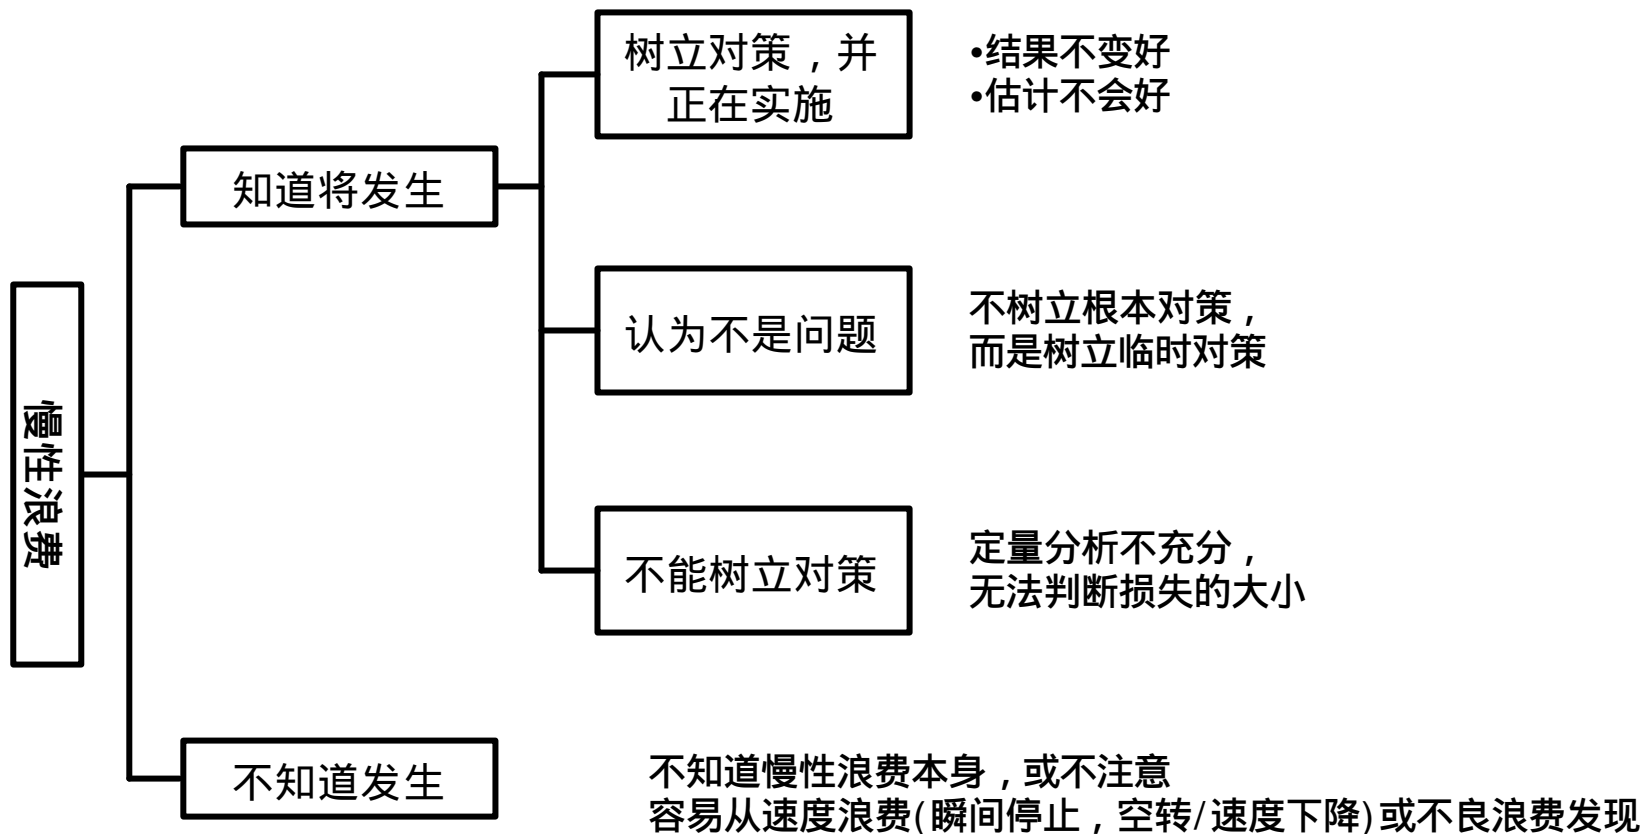 树立对策，并
正在实施
•结果不变好
•估计不会好
知道将发生
认为不是问题
不树立根本对策，
而是树立临时对策
慢性浪费
不能树立对策
定量分析不充分，
无法判断损失的大小
不知道发生
不知道慢性浪费本身，或不注意
容易从速度浪费(瞬间停止，空转/速度下降)或不良浪费发现